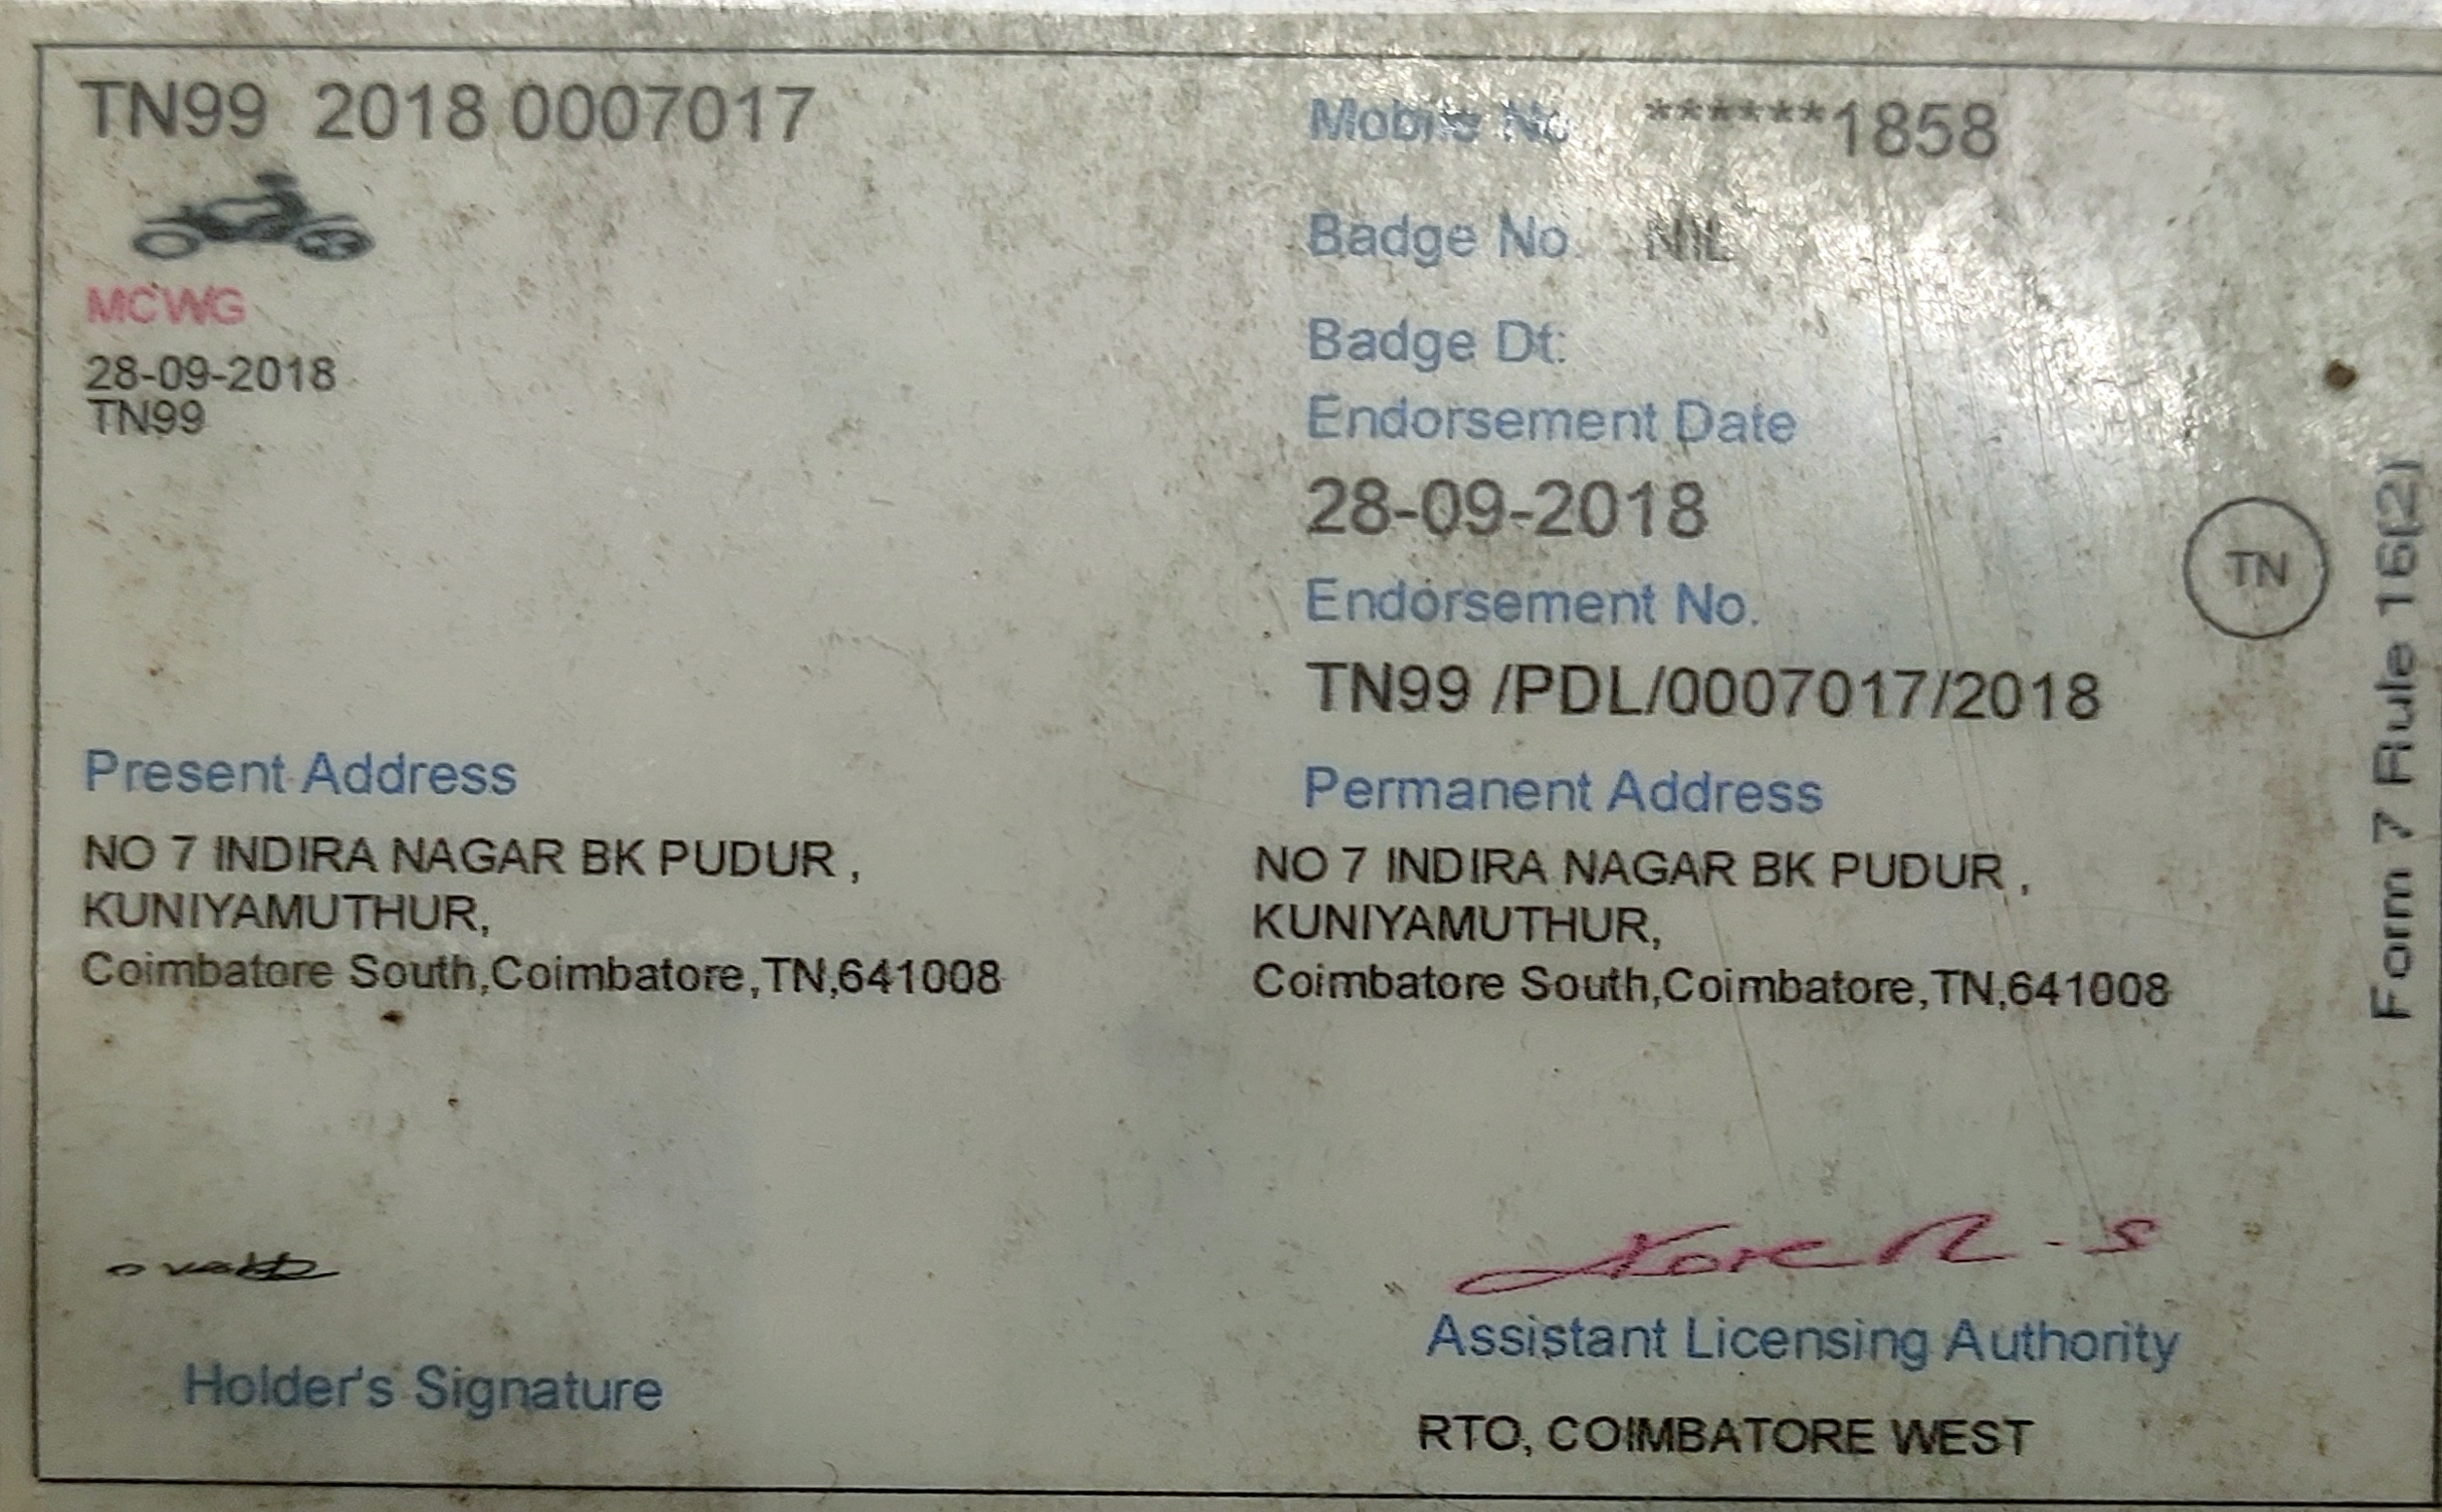 TN99 2018 0007017
MCWG
28-09-2018
TN99
Mobile No ******1858
Badge No. NIL
Badge Dt:
Endorsement Date
28-09-2018
Endorsement No.
TN99 /PDL/0007017/2018
TN
Form 7 Rule 16(2)
Present Address
NO 7 INDIRA NAGAR BK PUDUR ,
KUNIYAMUTHUR,
Coimbatore South,Coimbatore,TN,641008
Permanent Address
NO 7 INDIRA NAGAR BK PUDUR ,
KUNIYAMUTHUR,
Coimbatore South,Coimbatore,TN,641008
Holder's Signature
Assistant Licensing Authority
RTO, COIMBATORE WEST